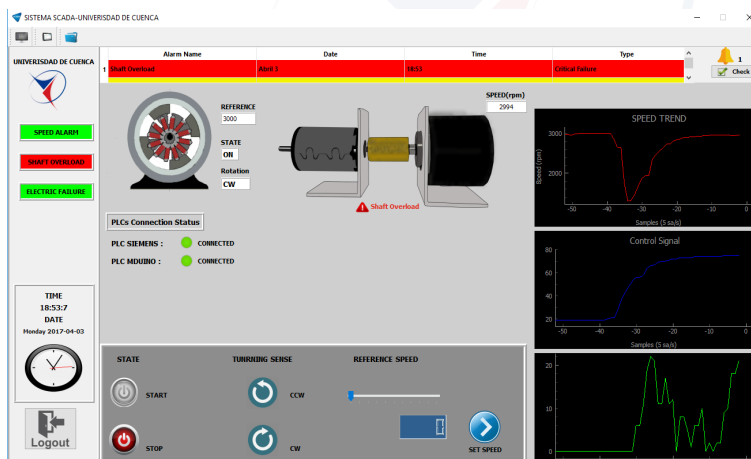 SISTEMA SCADA-UNIVERISDAD DE CUENCA
UNIVERISDAD DE CUENCA
Alarm Name Date Time Type
1 Shaft Overload Abril 3 18:53 Critical Failure
1
Check
SPEED ALARM
SHAFT OVERLOAD
ELECTRIC FAILURE
REFERENCE
3000
STATE
ON
Rotation
CW
SPEED(rpm)
2994
Shaft Overload
PLCs Connection Status
PLC SIEMENS : CONNECTED
PLC MDUINO : CONNECTED
SPEED TREND
3000
2000
Speed (rpm)
-50 -40 -30 -20 -10 0
Samples (5 sa/s)
Control Signal
80
60
40
20
-50 -40 -30 -20 -10 0
Samples (5 sa/s)
20
10
0
TIME
18:53:7
DATE
Monday 2017-04-03
Logout
STATE TUNRNING SENSE REFERENCE SPEED
START CCW
STOP CW
0
SET SPEED